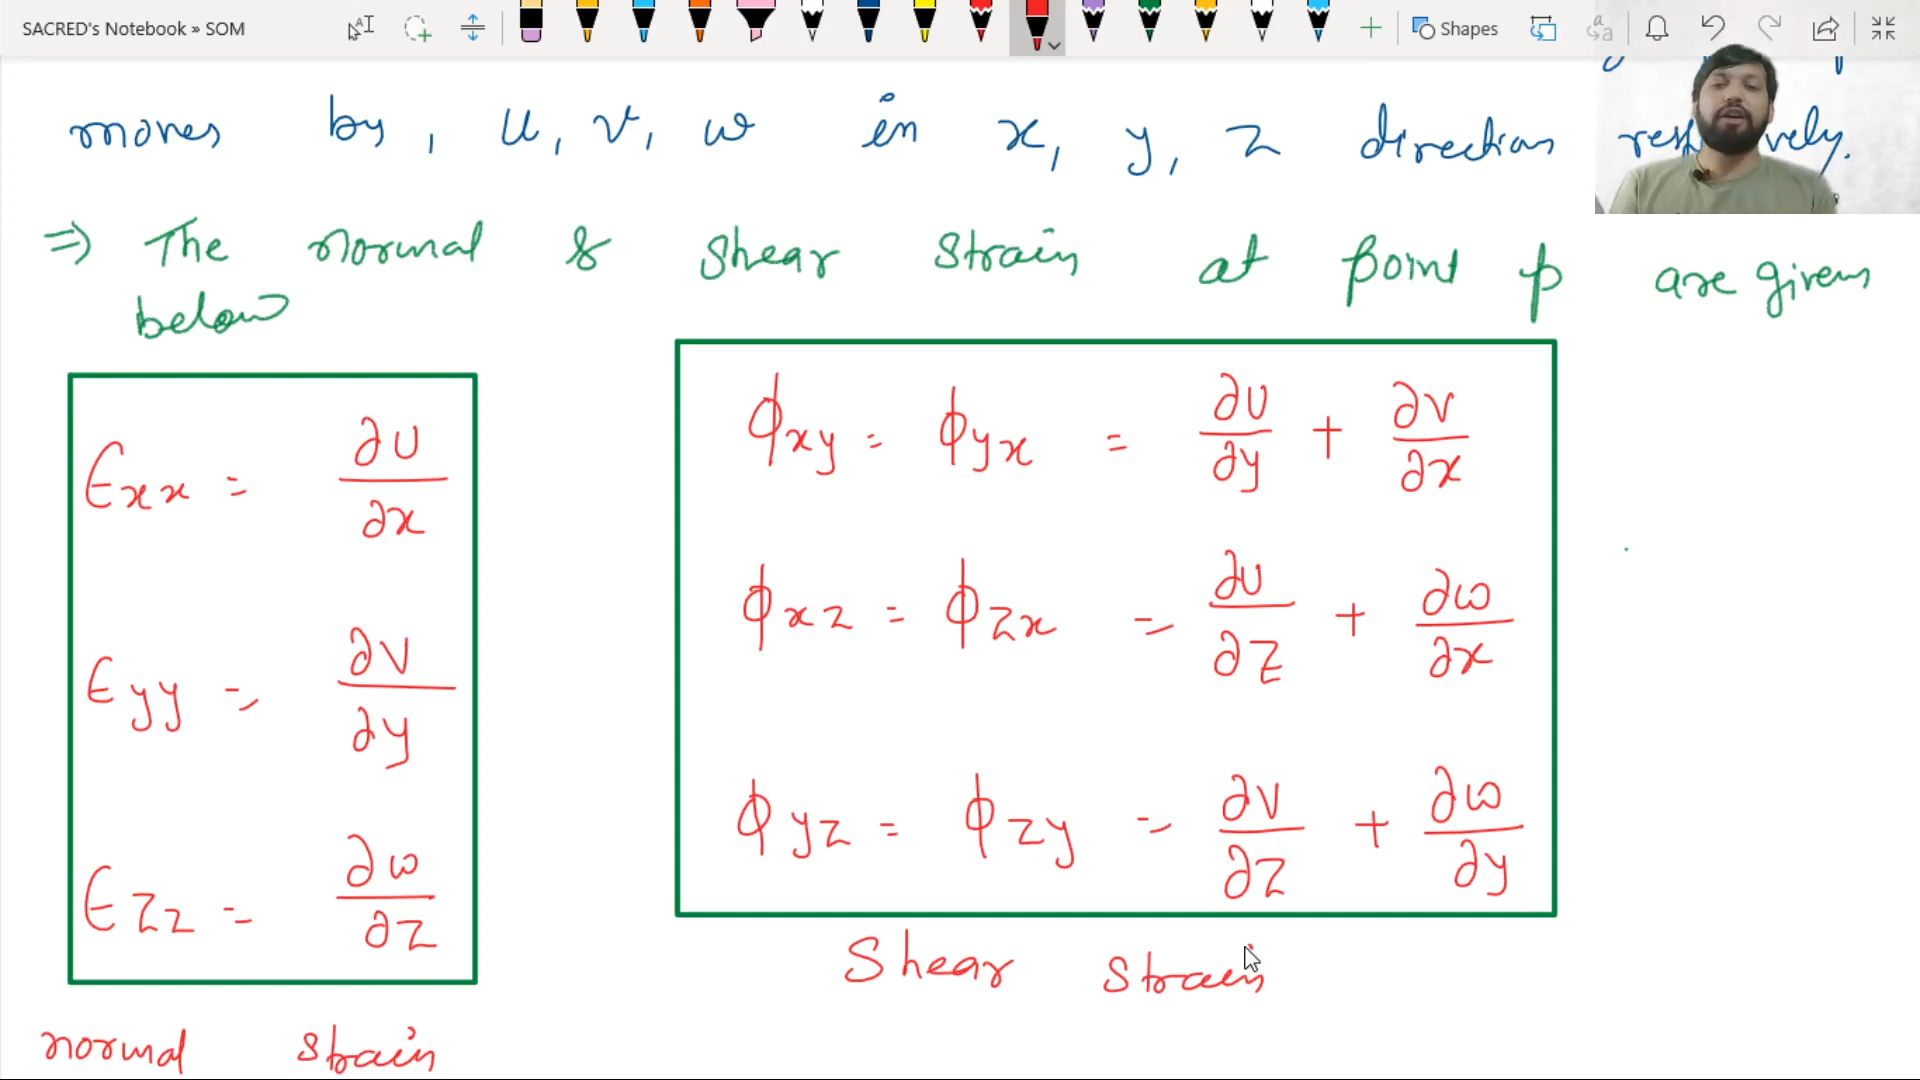 SACRED's Notebook » SOM
Shapes
moves by, u, v, w in x, y, z direction
⇒ The normal & shear strain at point p are given
below
ϵxx = ∂u/∂x
ϵyy = ∂v/∂y
ϵzz = ∂w/∂z
normal strain
ϕxy = ϕyx = ∂u/∂y + ∂v/∂x
ϕxz = ϕzx = ∂u/∂z + ∂w/∂x
ϕyz = ϕzy = ∂v/∂z + ∂w/∂y
Shear strain